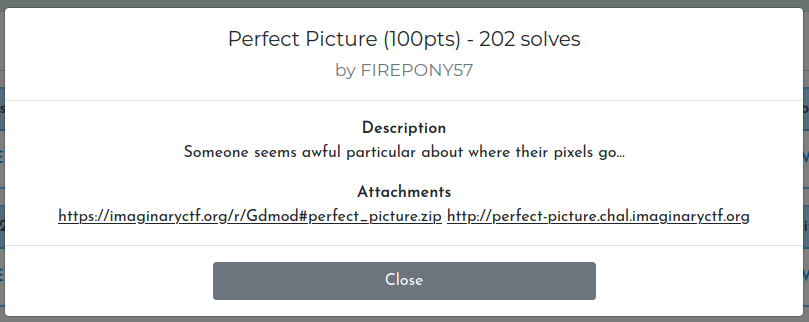 Perfect Picture (100pts) - 202 solves
by FIREPONY57
Description
Someone seems awful particular about where their pixels go...
Attachments
https://imaginaryctf.org/r/Gdmod#perfect_picture.zip http://perfect-picture.chal.imaginaryctf.org
Close